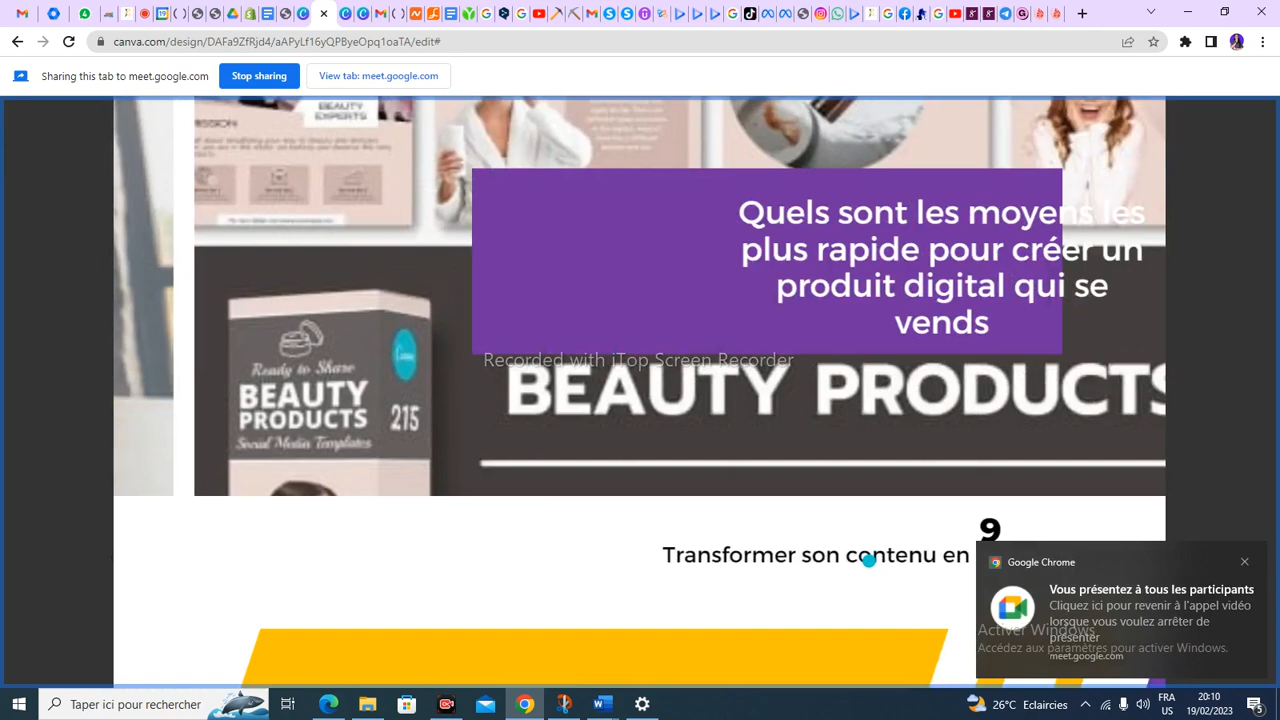 canva.com/design/DAFa9ZfRjd4/aAPyLf16yQPByeOpq1oaTA/edit#
Sharing this tab to meet.google.com
Stop sharing
View tab: meet.google.com
BEAUTY
EXPERTS
MISSION
Quels sont les moyens les
plus rapide pour créer un
produit digital qui se
vends
Recorded with iTop Screen Recorder
Canva
Ready to Share
BEAUTY
PRODUCTS
215
Social Media Templates
BEAUTY PRODUCTS
9
Transformer son contenu en
Google Chrome
Vous présentez à tous les participants
Cliquez ici pour revenir à l'appel vidéo
lorsque vous voulez arrêter de
présenter
meet.google.com
Activer Windows
Accédez aux paramètres pour activer Windows.
Taper ici pour rechercher
26°C Eclaircies
FRA
US
20:10
19/02/2023
5